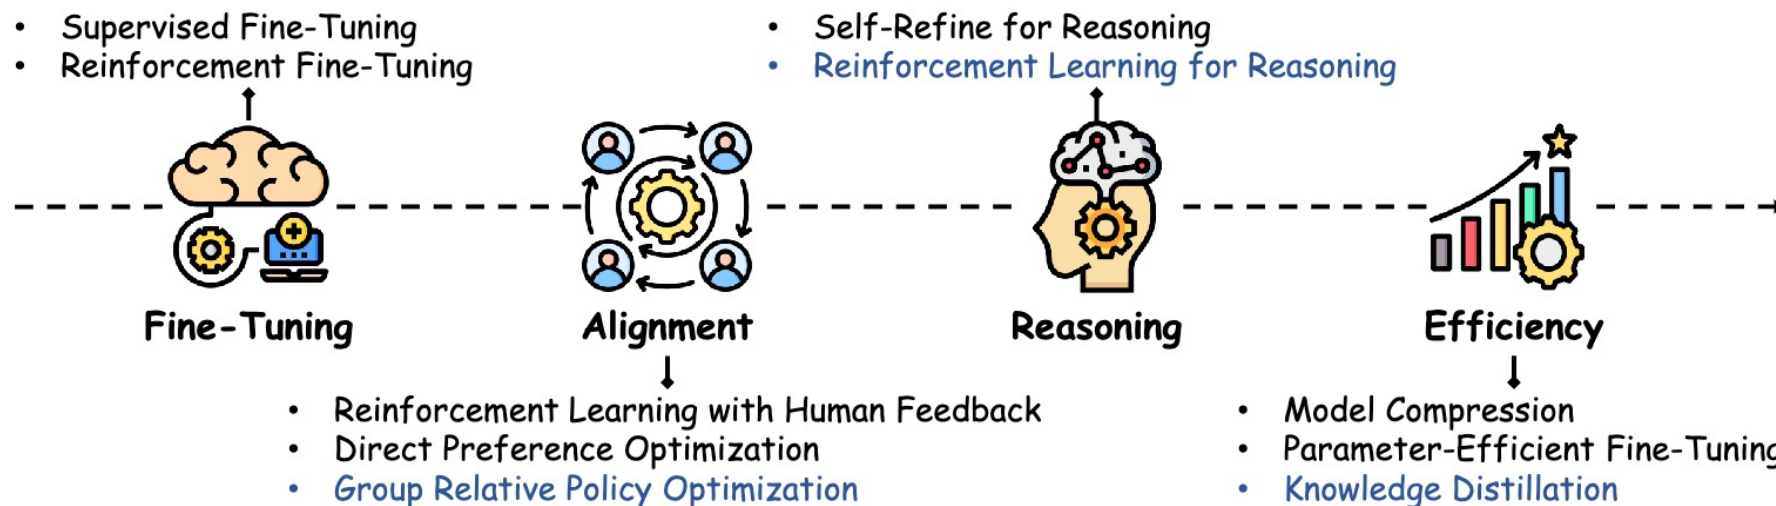 • Supervised Fine-Tuning
• Reinforcement Fine-Tuning
• Self-Refine for Reasoning
• Reinforcement Learning for Reasoning
Fine-Tuning
Alignment
Reasoning
Efficiency
• Reinforcement Learning with Human Feedback
• Direct Preference Optimization
• Group Relative Policy Optimization
• Model Compression
• Parameter-Efficient Fine-Tuning
• Knowledge Distillation